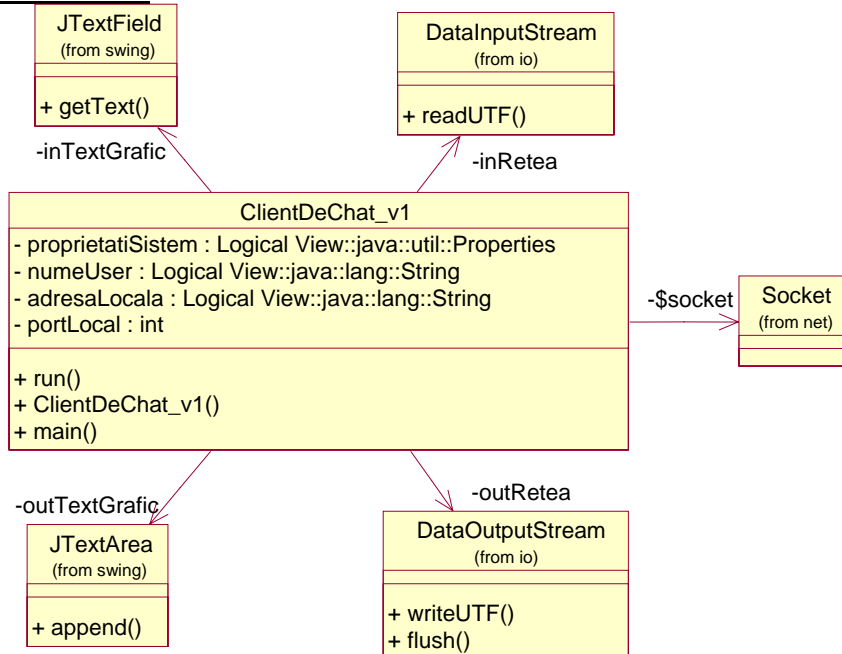 JTextField
(from swing)
+ getText()
DataInputStream
(from io)
+ readUTF()
-inTextGrafic
-inRetea
ClientDeChat_v1
- proprietatiSistem : Logical View::java::util::Properties
- numeUser : Logical View::java::lang::String
- adresaLocala : Logical View::java::lang::String
- portLocal : int
+ run()
+ ClientDeChat_v1()
+ main()
-$socket
Socket
(from net)
-outTextGrafic
-outRetea
JTextArea
(from swing)
+ append()
DataOutputStream
(from io)
+ writeUTF()
+ flush()